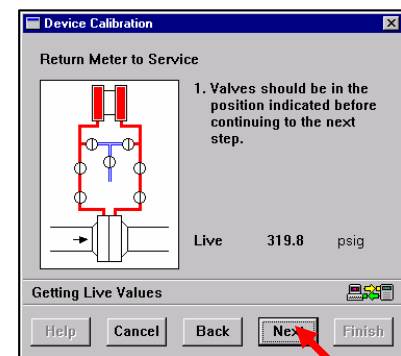 Device Calibration
Return Meter to Service
1. Valves should be in the
position indicated before
continuing to the next
step.
Live 319.8 psig
Getting Live Values
Help Cancel Back Next Finish